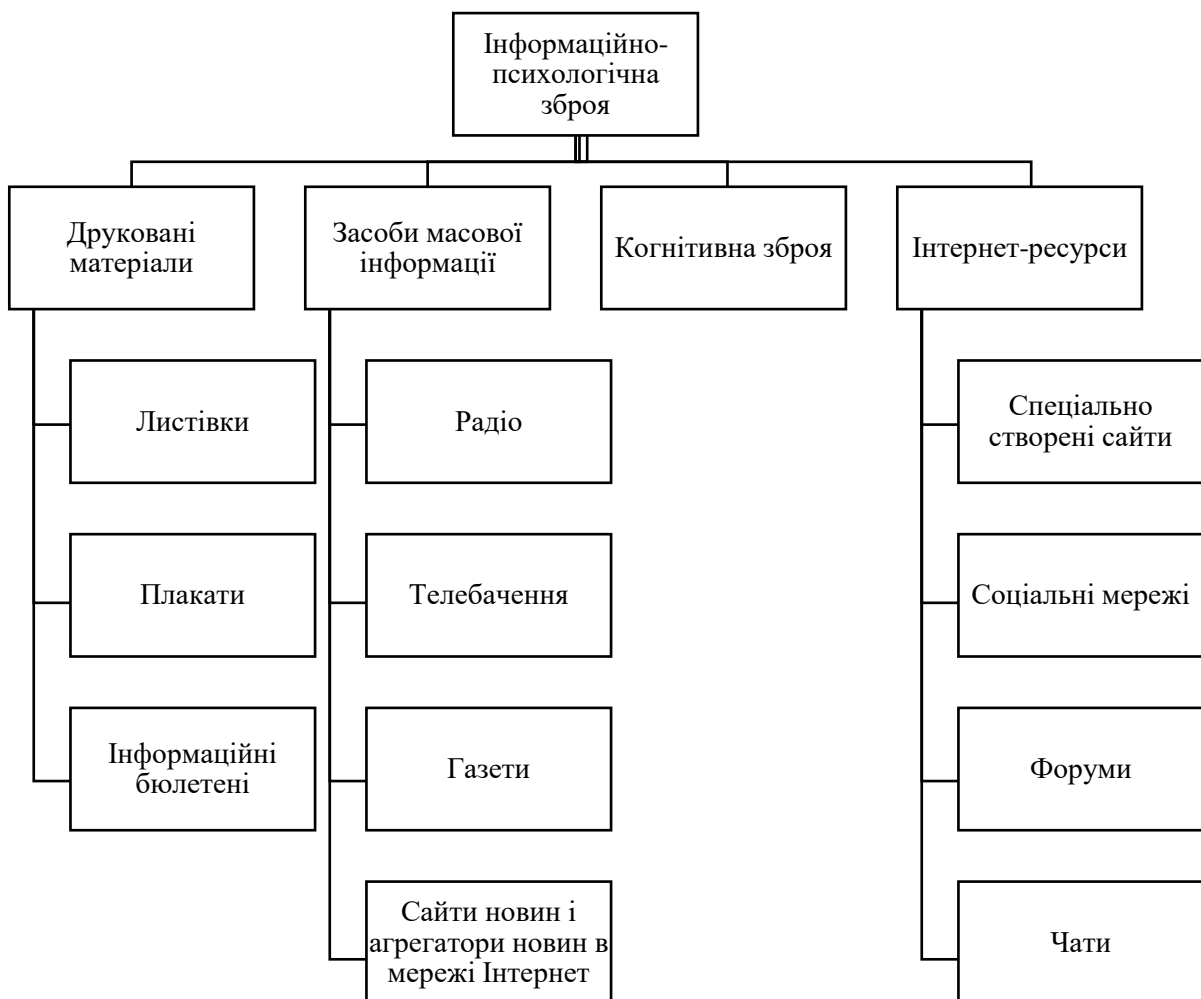 Інформаційно-
психологічна
зброя
Друковані
матеріали
Засоби масової
інформації
Когнітивна зброя
Інтернет-ресурси
Листівки
Радіо
Спеціально
створені сайти
Плакати
Телебачення
Соціальні мережі
Інформаційні
бюлетені
Газети
Форуми
Сайти новин і
агрегатори новин в
мережі Інтернет
Чати